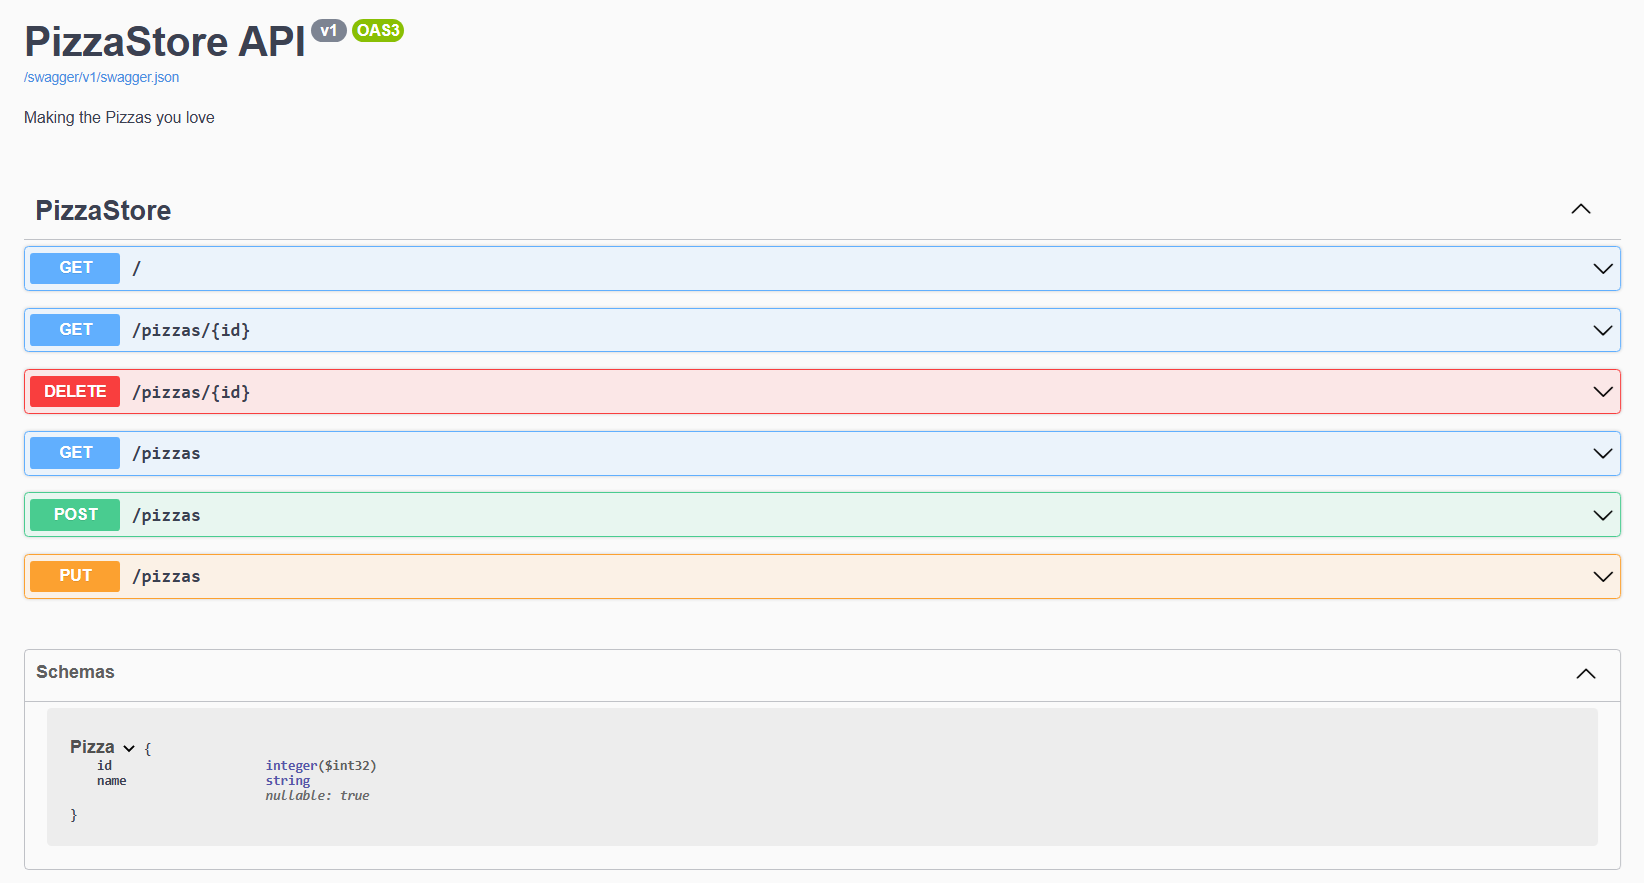 PizzaStore API v1 OAS3
/swagger/v1/swagger.json
Making the Pizzas you love
PizzaStore
GET /
GET /pizzas/{id}
DELETE /pizzas/{id}
GET /pizzas
POST /pizzas
PUT /pizzas
Schemas
Pizza {
id integer($int32)
name string
nullable: true
}